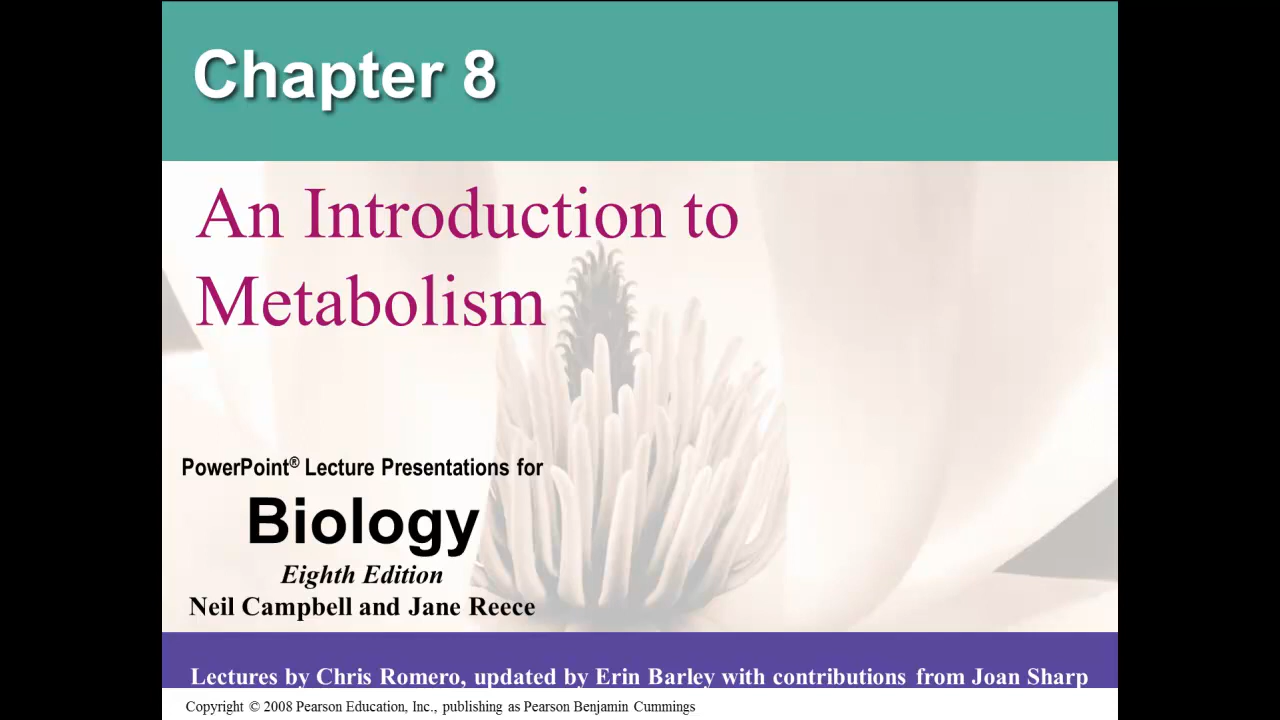 Chapter 8
An Introduction to
Metabolism
PowerPoint® Lecture Presentations for
Biology
Eighth Edition
Neil Campbell and Jane Reece
Lectures by Chris Romero, updated by Erin Barley with contributions from Joan Sharp
Copyright © 2008 Pearson Education, Inc., publishing as Pearson Benjamin Cummings